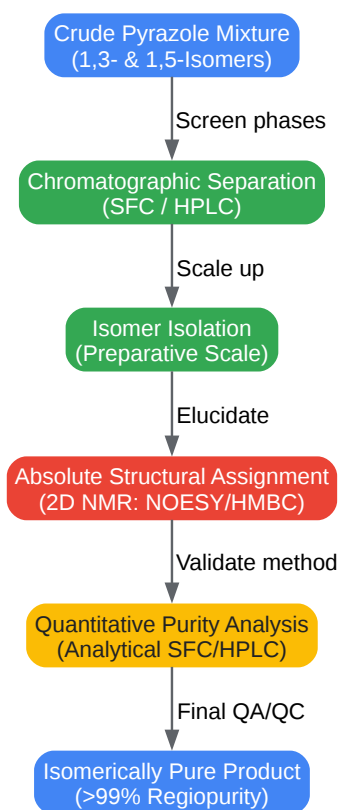 Crude Pyrazole Mixture
(1,3- & 1,5-Isomers)
Screen phases
Chromatographic Separation
(SFC / HPLC)
Scale up
Isomer Isolation
(Preparative Scale)
Elucidate
Absolute Structural Assignment
(2D NMR: NOESY/HMBC)
Validate method
Quantitative Purity Analysis
(Analytical SFC/HPLC)
Final QA/QC
Isomerically Pure Product
(>99% Regiopurity)